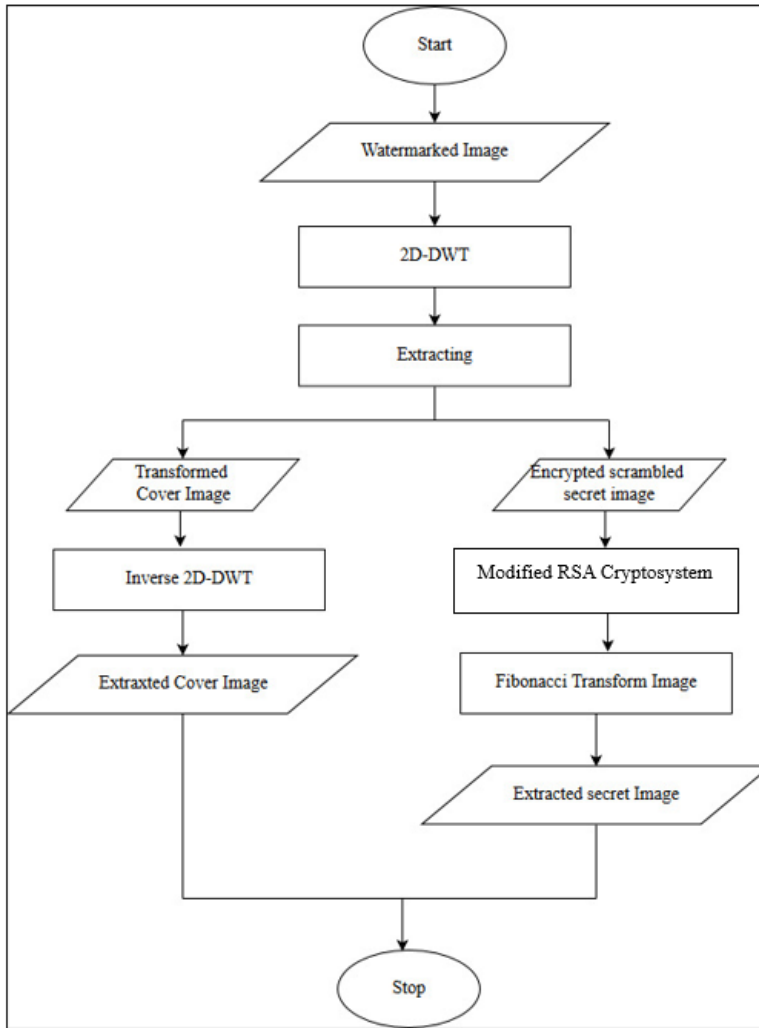 Start
Watermarked Image
2D-DWT
Extracting
Transformed
Cover Image
Encrypted scrambled
secret image
Inverse 2D-DWT
Modified RSA Cryptosystem
Extraxted Cover Image
Fibonacci Transform Image
Extracted secret Image
Stop